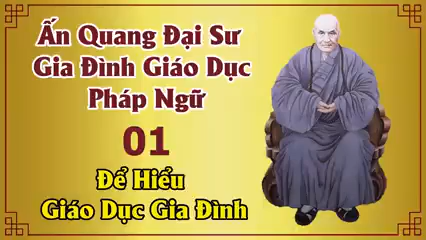 Ấn Quang Đại Sư
Gia Đình Giáo Dục
Pháp Ngữ
01
Để Hiểu
Giáo Dục Gia Đình